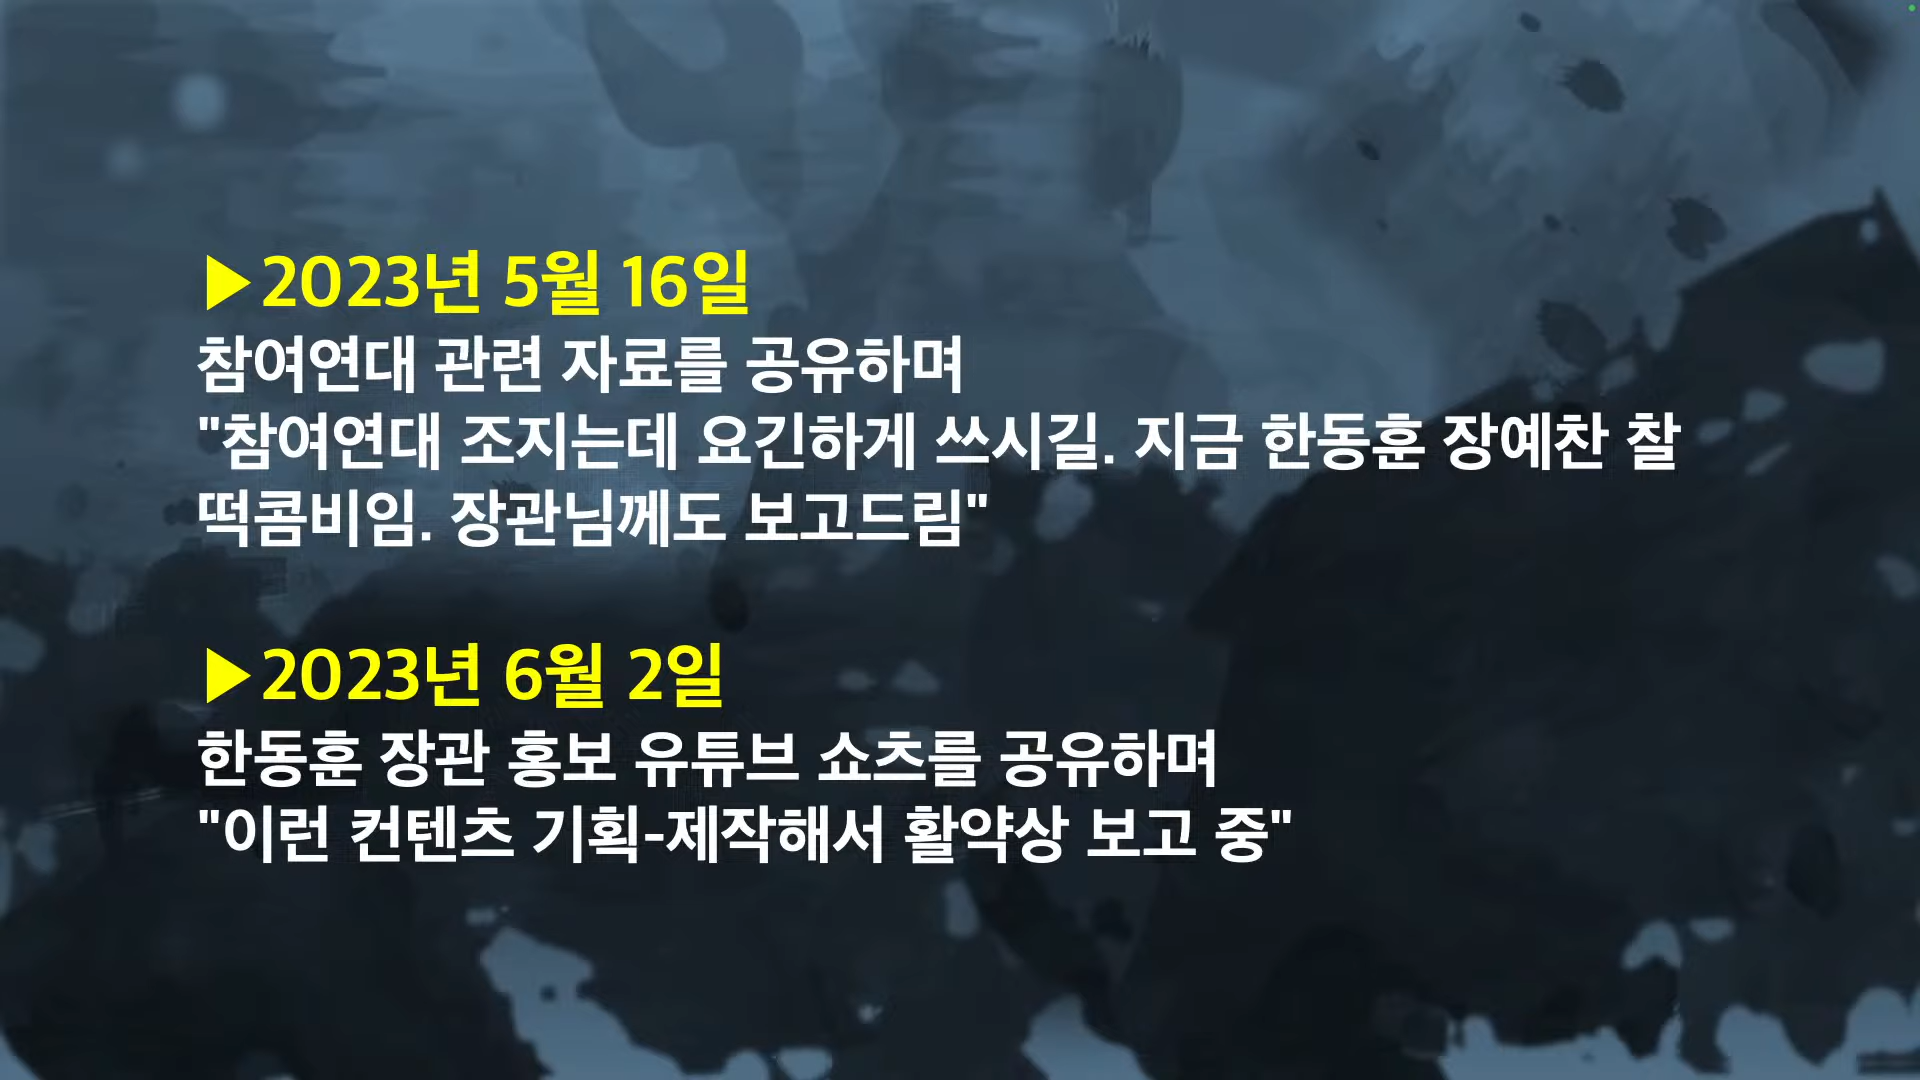 ▶2023년 5월 16일
참여연대 관련 자료를 공유하며
"참여연대 조지는데 요긴하게 쓰시길. 지금 한동훈 장예찬 찰
떡콤비임. 장관님께도 보고드림"
▶2023년 6월 2일
한동훈 장관 홍보 유튜브 쇼츠를 공유하며
"이런 컨텐츠 기획-제작해서 활약상 보고 중"